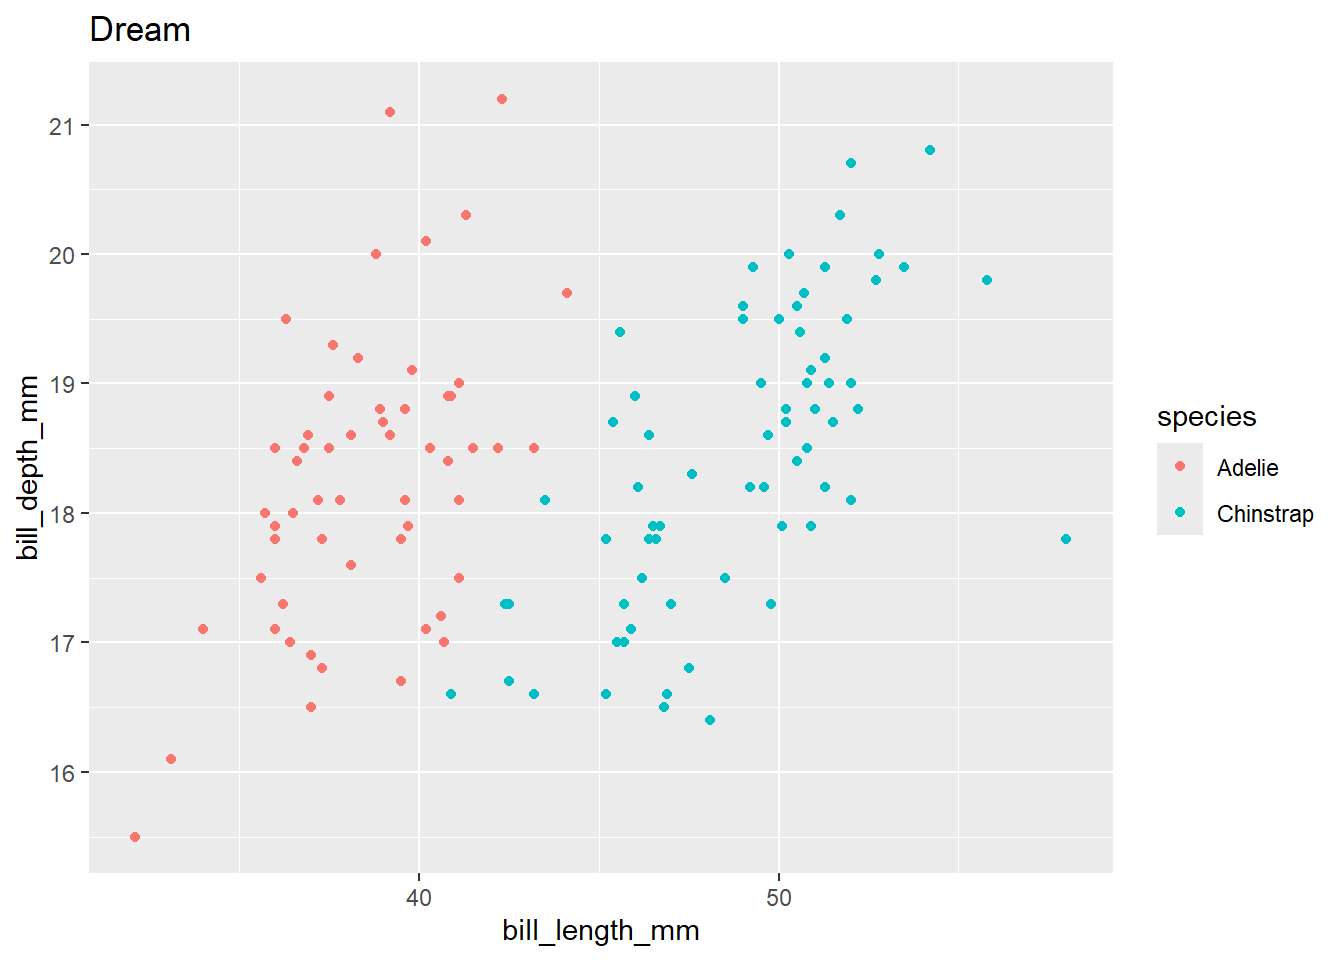 Dream
21
20
19
18
17
16
bill_depth_mm
40 50
bill_length_mm
species
Adelie
Chinstrap